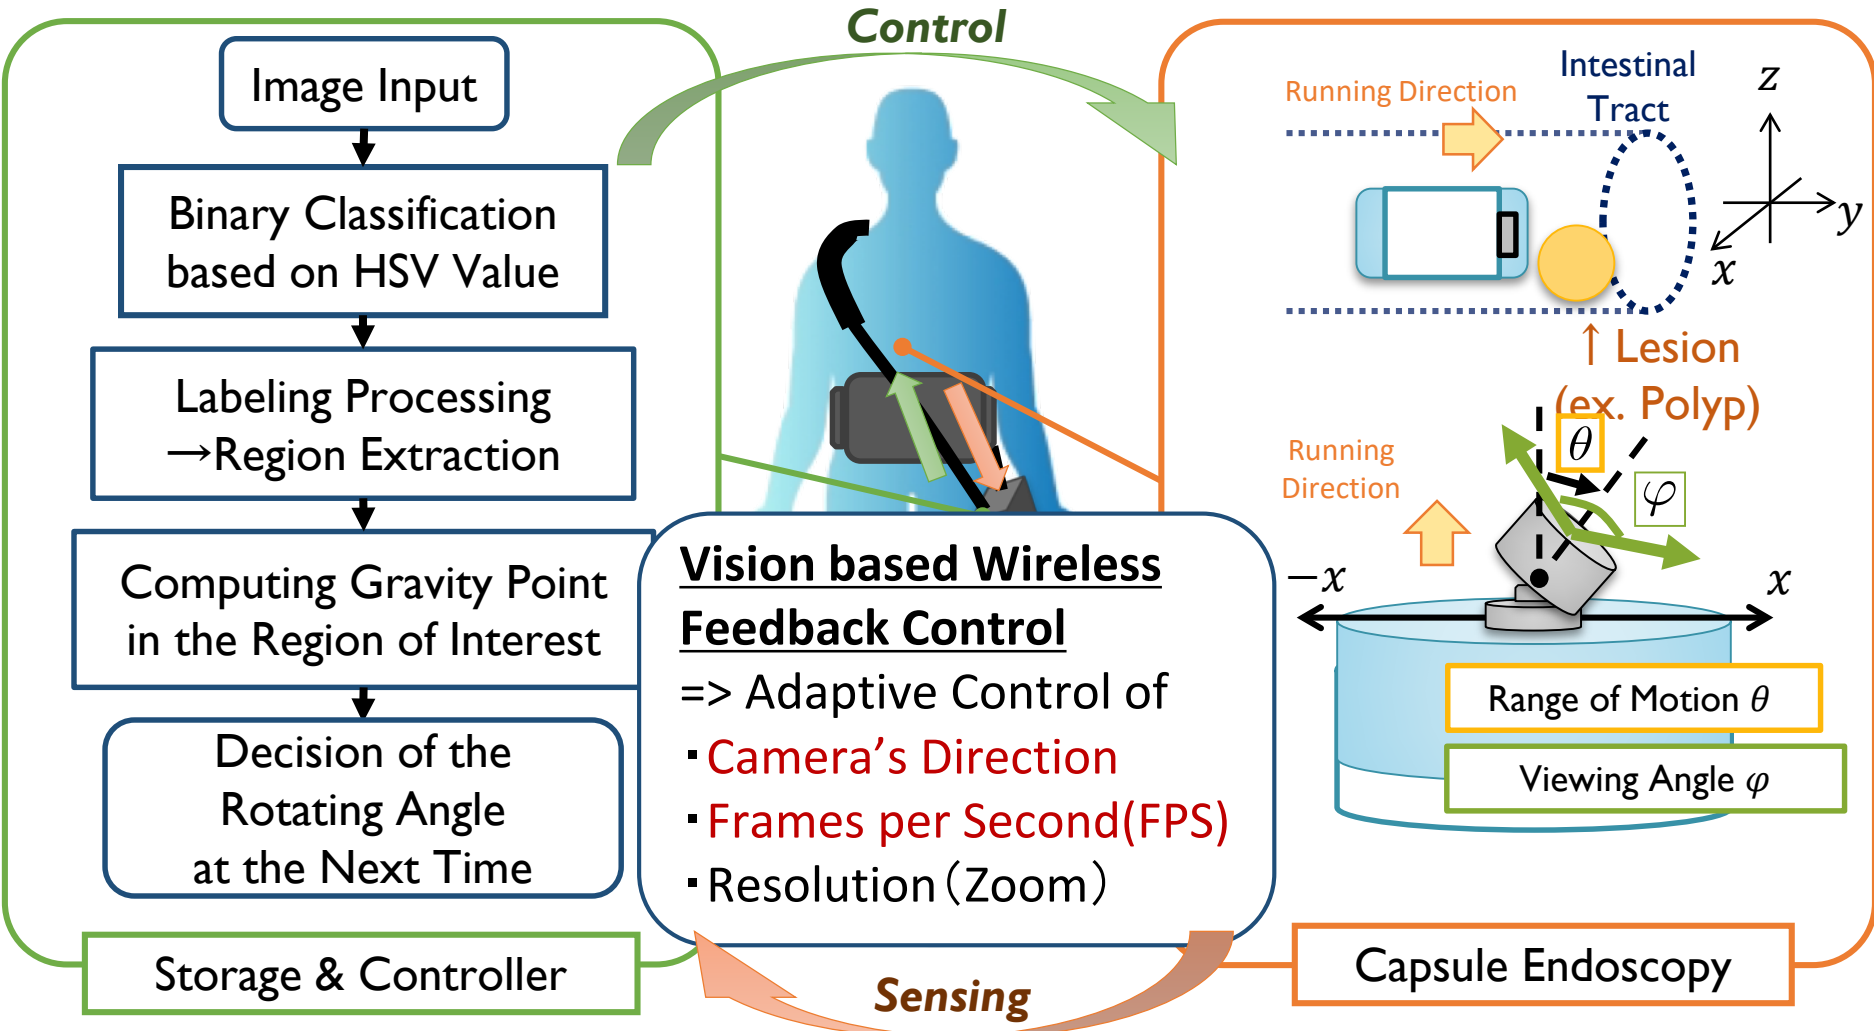 Control
Image Input
Binary Classification
based on HSV Value
Labeling Processing
→Region Extraction
Computing Gravity Point
in the Region of Interest
Decision of the
Rotating Angle
at the Next Time
Storage & Controller
Vision based Wireless
Feedback Control
=> Adaptive Control of
・Camera's Direction
・Frames per Second(FPS)
・Resolution（Zoom）
Sensing
Intestinal
Tract
Running Direction
z
y
x
↑ Lesion
(ex. Polyp)
θ
Running
Direction
φ
−x
x
Range of Motion θ
Viewing Angle φ
Capsule Endoscopy